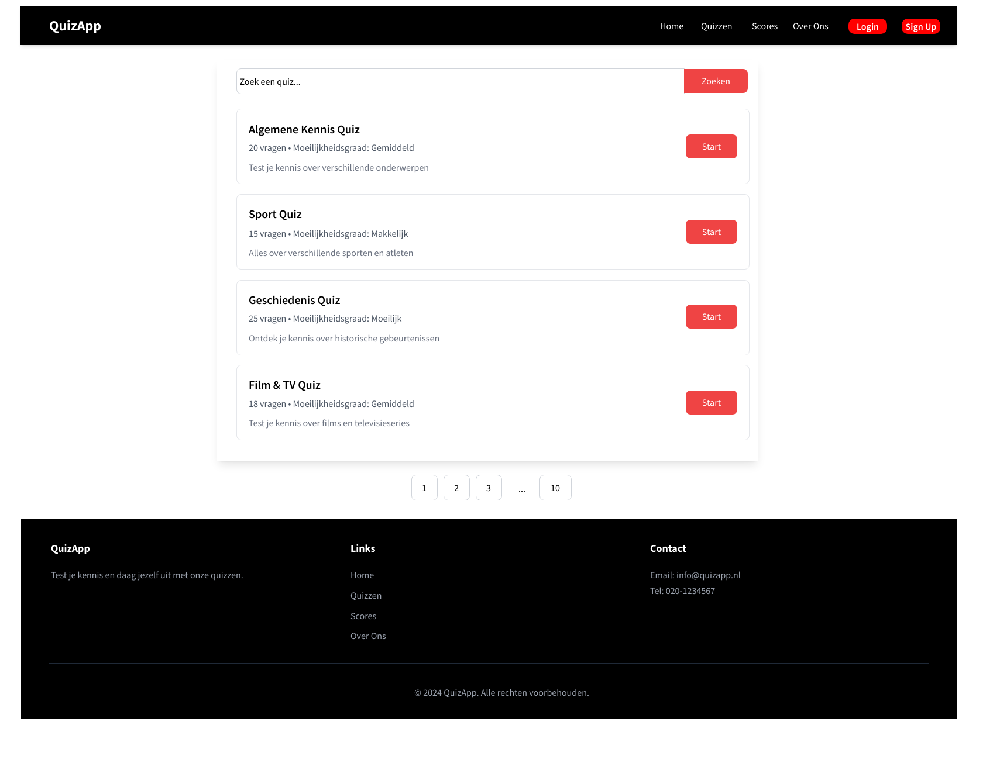 QuizApp
Home Quizzen Scores Over Ons Login Sign Up
Zoek een quiz... Zoeken
Algemene Kennis Quiz
20 vragen • Moeilijkheidsgraad: Gemiddeld
Start
Test je kennis over verschillende onderwerpen
Sport Quiz
15 vragen • Moeilijkheidsgraad: Makkelijk
Start
Alles over verschillende sporten en atleten
Geschiedenis Quiz
25 vragen • Moeilijkheidsgraad: Moeilijk
Start
Ontdek je kennis over historische gebeurtenissen
Film & TV Quiz
18 vragen • Moeilijkheidsgraad: Gemiddeld
Start
Test je kennis over films en televisieseries
1 2 3 ... 10
QuizApp
Test je kennis en daag jezelf uit met onze quizzen.
Links
Home
Quizzen
Scores
Over Ons
Contact
Email: info@quizapp.nl
Tel: 020-1234567
© 2024 QuizApp. Alle rechten voorbehouden.